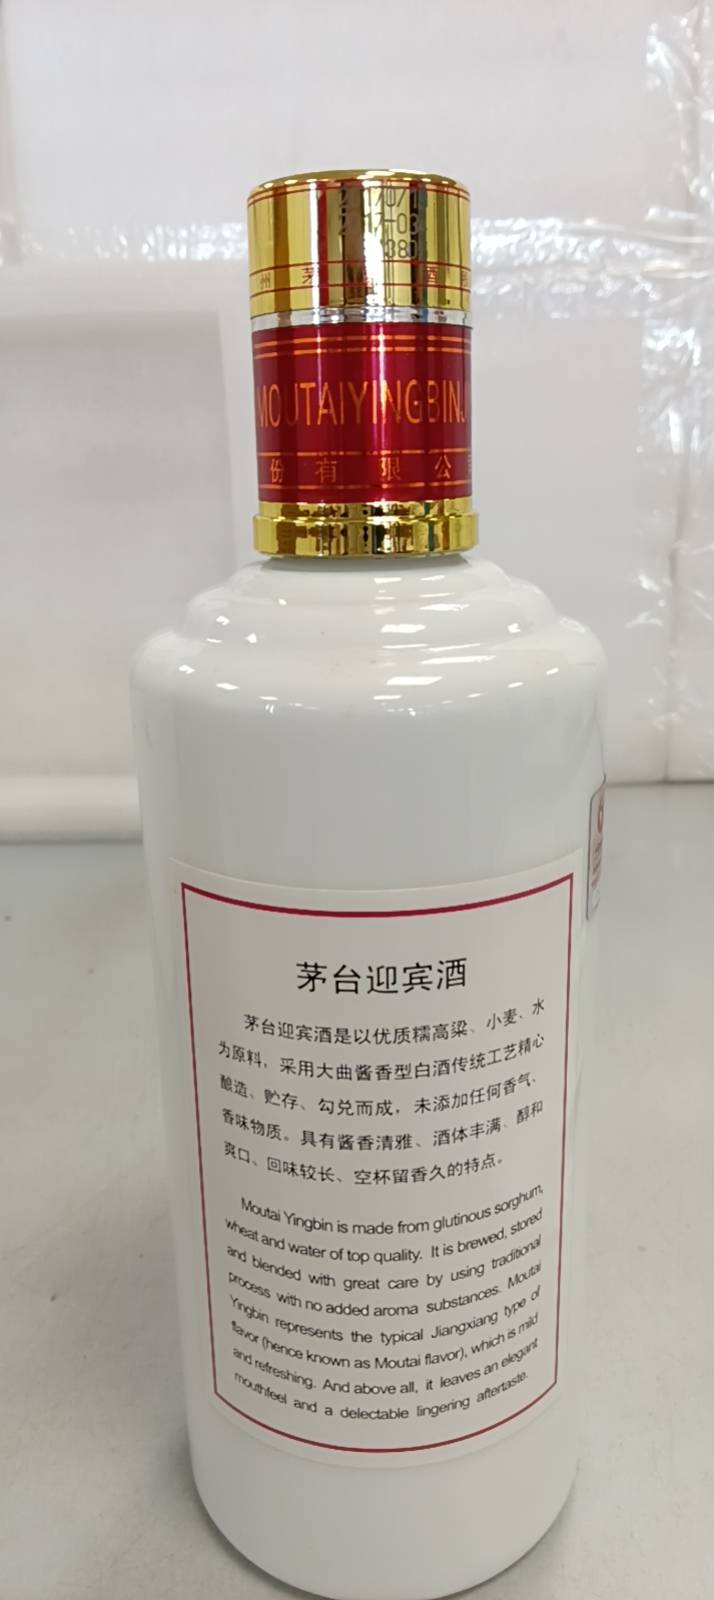 2017-03
州 茅 台 酒
MOUTAIYINGBINJ
份有限公
茅台迎宾酒
茅台迎宾酒是以优质糯高粱、小麦、水
为原料，采用大曲酱香型白酒传统工艺精心
酿造、贮存、勾兑而成，未添加任何香气、
香味物质。具有酱香清雅、酒体丰满、醇和
爽口、回味较长、空杯留香久的特点。
Moutai Yingbin is made from glutinous sorghum,
wheat and water of top quality. It is brewed, stored
and blended with great care by using traditional
process with no added aroma substances. Moutai
Yingbin represents the typical Jiangxiang type of
flavor (hence known as Moutai flavor), which is mild
and refreshing. And above all, it leaves an elegant
mouthfeel and a delectable lingering aftertaste.